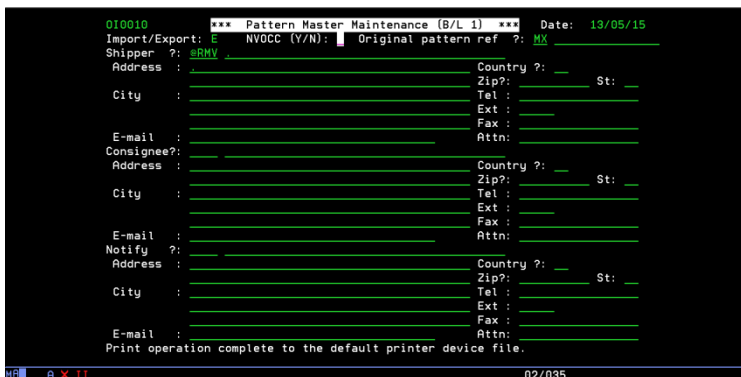 OI0010 *** Pattern Master Maintenance (B/L 1) *** Date: 13/05/15
Import/Export: E NVOCC (Y/N): Original pattern ref ?: MX
Shipper ?: @RMV .
Address : . Country ?:
Zip?: St:
City : Tel :
Ext :
Fax :
E-mail : Attn:
Consignee?:
Address : Country ?:
Zip?: St:
City : Tel :
Ext :
Fax :
E-mail : Attn:
Notify ?:
Address : Country ?:
Zip?: St:
City : Tel :
Ext :
Fax :
E-mail : Attn:
Print operation complete to the default printer device file.
MA A X II 02/035